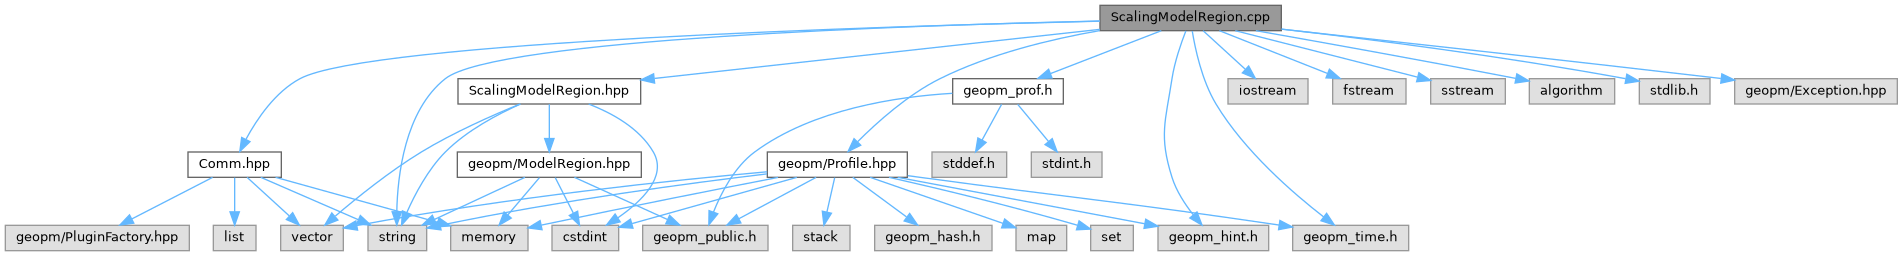 ScalingModelRegion.cpp
ScalingModelRegion.hpp
geopm_prof.h
iostream
fstream
sstream
algorithm
stdlib.h
geopm/Exception.hpp
Comm.hpp
geopm/ModelRegion.hpp
geopm/Profile.hpp
stddef.h
stdint.h
geopm/PluginFactory.hpp
list
vector
string
memory
cstdint
geopm_public.h
stack
geopm_hash.h
map
set
geopm_hint.h
geopm_time.h